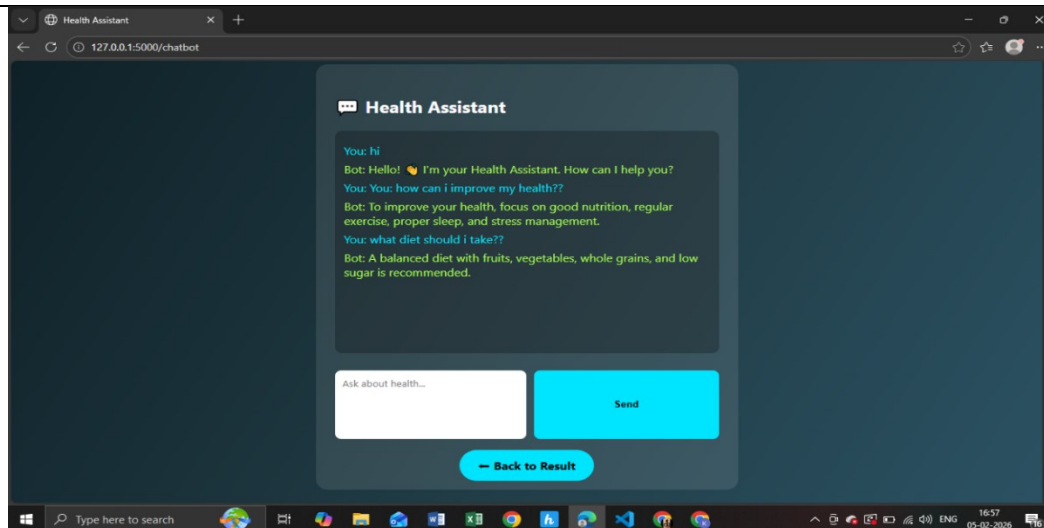 Health Assistant
127.0.0.1:5000/chatbot
Health Assistant
You: hi
Bot: Hello! 👋 I'm your Health Assistant. How can I help you?
You: You: how can i improve my health??
Bot: To improve your health, focus on good nutrition, regular
exercise, proper sleep, and stress management.
You: what diet should i take??
Bot: A balanced diet with fruits, vegetables, whole grains, and low
sugar is recommended.
Ask about health...
Send
← Back to Result
Type here to search
ENG
16:57
05-02-2026